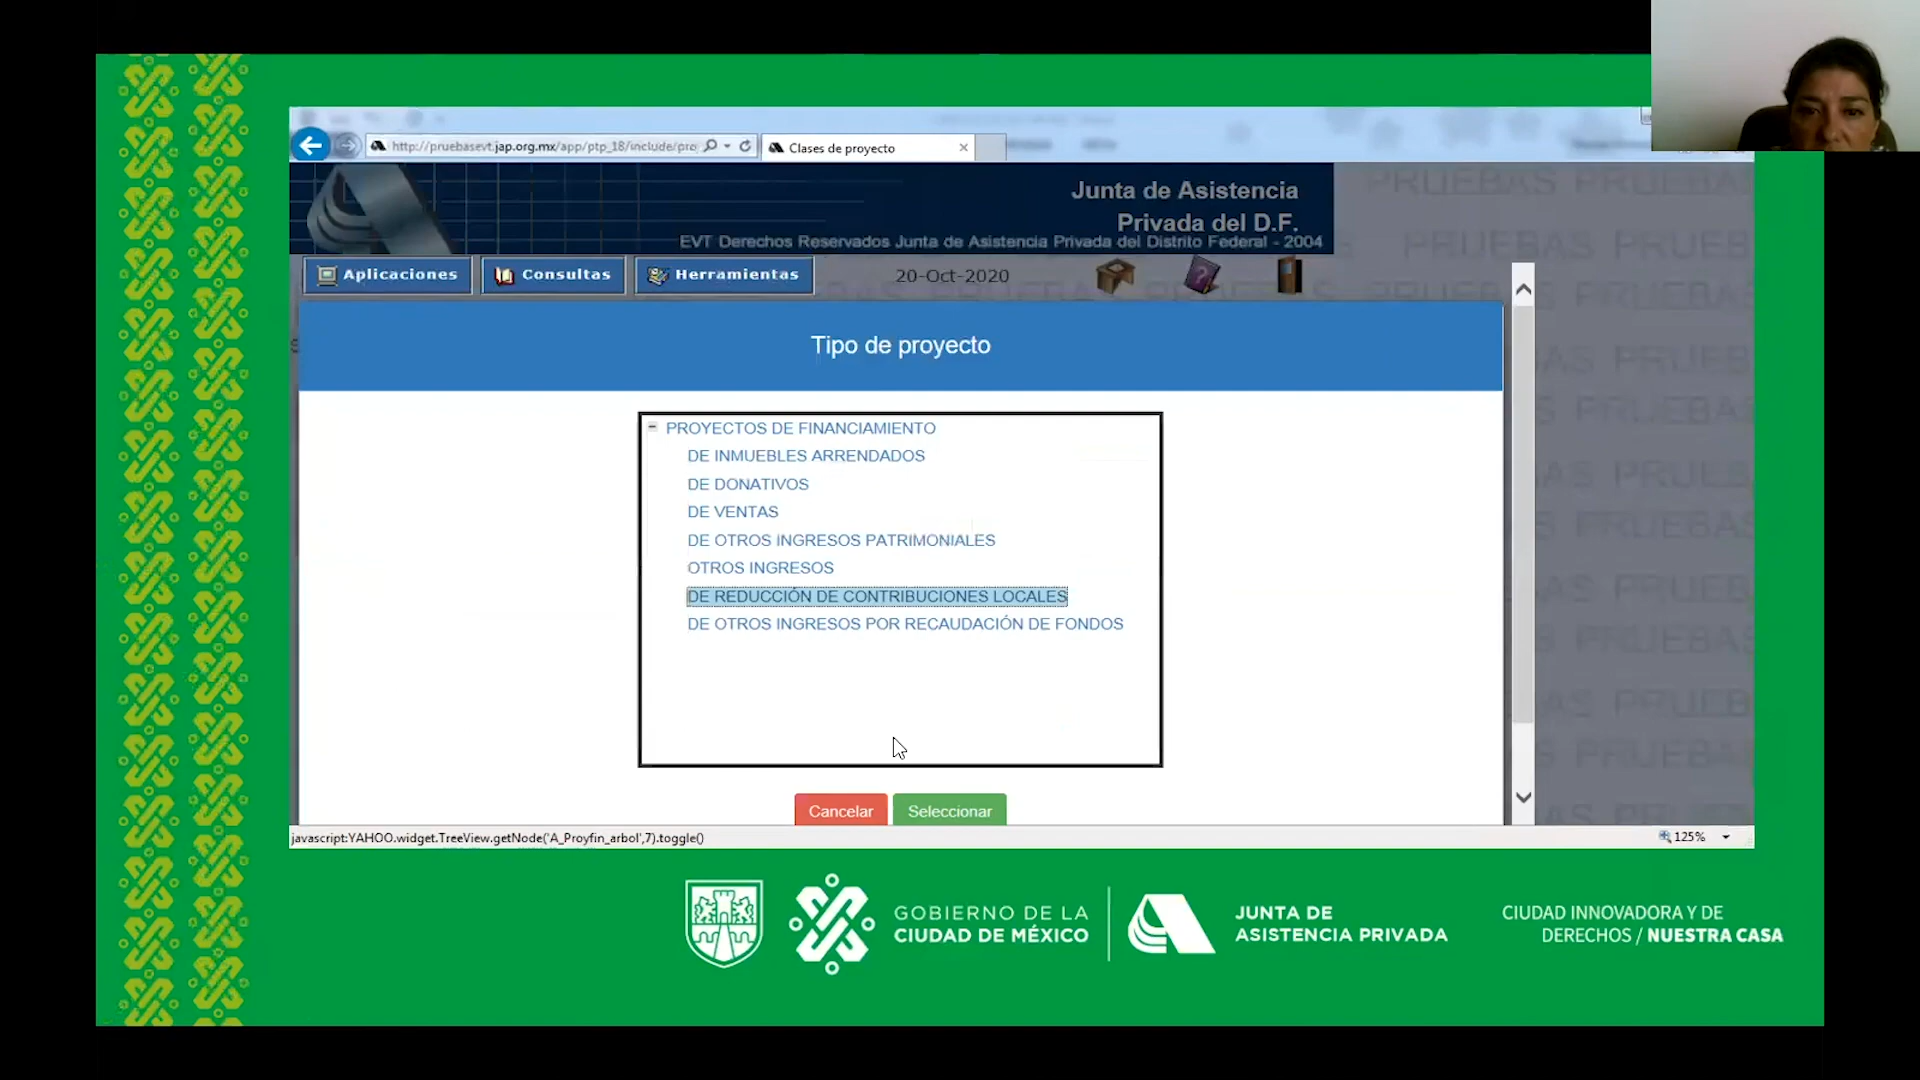 http://pruebasevt.jap.org.mx/app/ptp_18/include/pro
Clases de proyecto
Junta de Asistencia
Privada del D.F.
EVT Derechos Reservados Junta de Asistencia Privada del Distrito Federal - 2004
Aplicaciones
Consultas
Herramientas
20-Oct-2020
PRUEBAS PRUEBAS
Tipo de proyecto
PROYECTOS DE FINANCIAMIENTO
DE INMUEBLES ARRENDADOS
DE DONATIVOS
DE VENTAS
DE OTROS INGRESOS PATRIMONIALES
OTROS INGRESOS
DE REDUCCIÓN DE CONTRIBUCIONES LOCALES
DE OTROS INGRESOS POR RECAUDACIÓN DE FONDOS
Cancelar
Seleccionar
javascript:YAHOO.widget.TreeView.getNode('A_Proyfin_arbol',7).toggle()
125%
GOBIERNO DE LA
CIUDAD DE MÉXICO
JUNTA DE
ASISTENCIA PRIVADA
CIUDAD INNOVADORA Y DE
DERECHOS / NUESTRA CASA